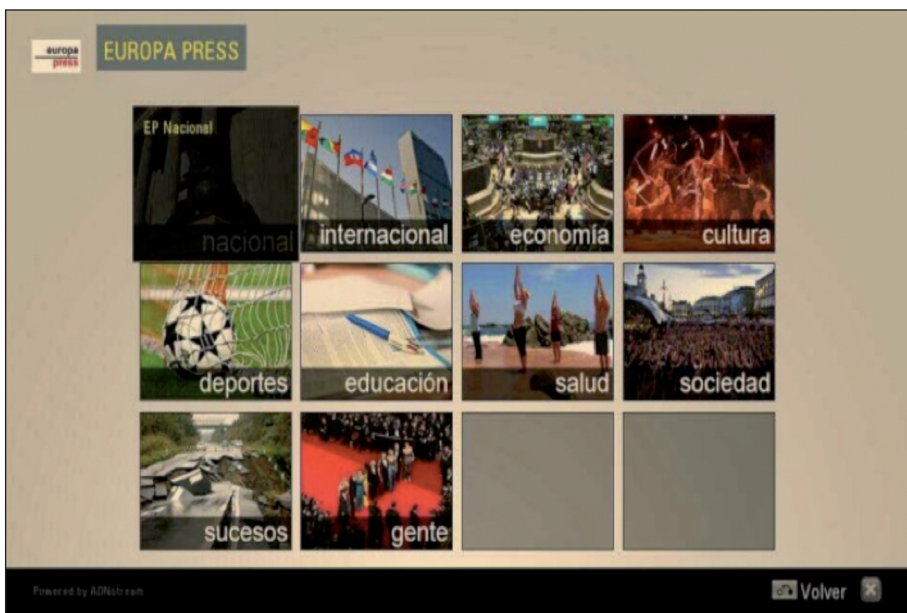 europa
press
EUROPA PRESS
EP Nacional
nacional
internacional
economía
cultura
deportes
educación
salud
sociedad
sucesos
gente
Powered by ADNstream
Volver